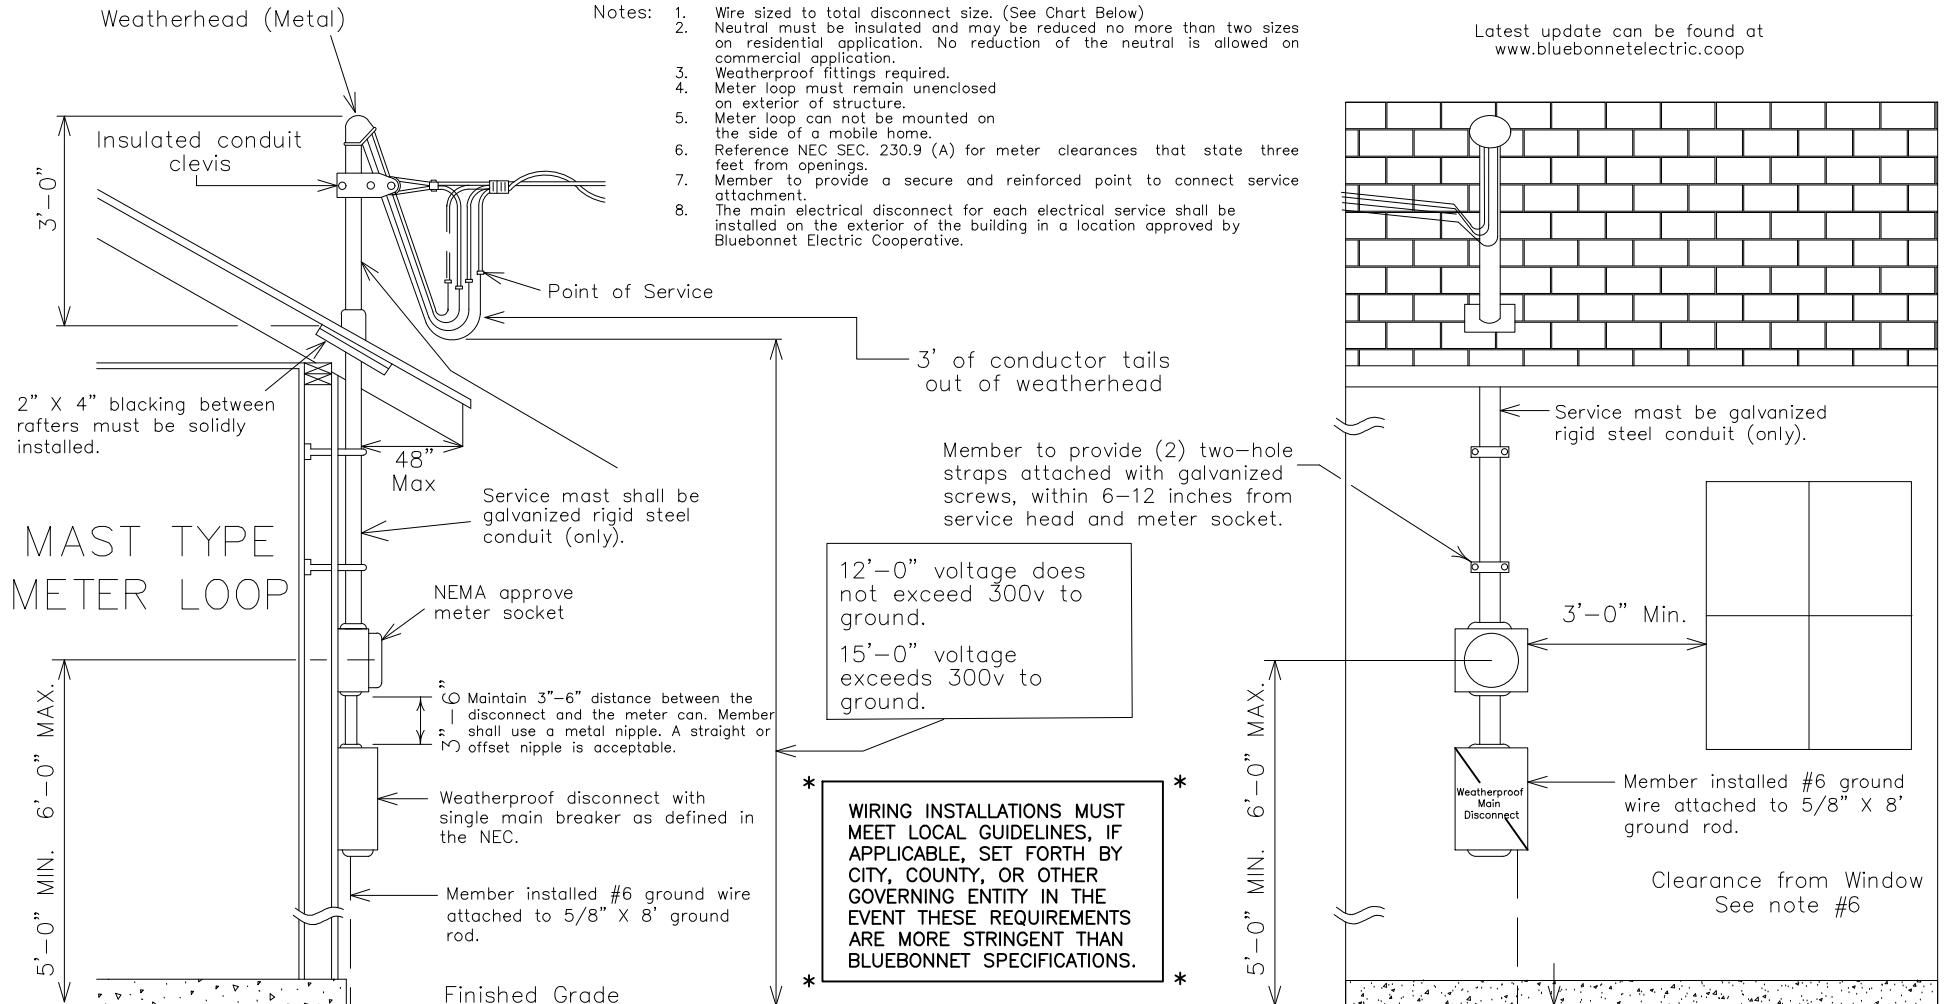 Weatherhead (Metal)
Notes:
1. Wire sized to total disconnect size. (See Chart Below)
2. Neutral must be insulated and may be reduced no more than two sizes
on residential application. No reduction of the neutral is allowed on
commercial application.
3. Weatherproof fittings required.
4. Meter loop must remain unenclosed
on exterior of structure.
5. Meter loop can not be mounted on
the side of a mobile home.
6. Reference NEC SEC. 230.9 (A) for meter clearances that state three
feet from openings.
7. Member to provide a secure and reinforced point to connect service
attachment.
8. The main electrical disconnect for each electrical service shall be
installed on the exterior of the building in a location approved by
Bluebonnet Electric Cooperative.
Latest update can be found at
www.bluebonnetelectric.coop
Insulated conduit
clevis
3'-0"
Point of Service
3' of conductor tails
out of weatherhead
2" X 4" blacking between
rafters must be solidly
installed.
48"
Max
Service mast shall be
galvanized rigid steel
conduit (only).
MAST TYPE
METER LOOP
NEMA approve
meter socket
3"-6"
Maintain 3"-6" distance between the
disconnect and the meter can. Member
shall use a metal nipple. A straight or
offset nipple is acceptable.
5'-0" MIN. 6'-0" MAX.
Weatherproof disconnect with
single main breaker as defined in
the NEC.
Member installed #6 ground wire
attached to 5/8" X 8' ground
rod.
Finished Grade
Member to provide (2) two-hole
straps attached with galvanized
screws, within 6-12 inches from
service head and meter socket.
12'-0" voltage does
not exceed 300v to
ground.
15'-0" voltage
exceeds 300v to
ground.
* *
WIRING INSTALLATIONS MUST
MEET LOCAL GUIDELINES, IF
APPLICABLE, SET FORTH BY
CITY, COUNTY, OR OTHER
GOVERNING ENTITY IN THE
EVENT THESE REQUIREMENTS
ARE MORE STRINGENT THAN
BLUEBONNET SPECIFICATIONS.
* *
Service mast be galvanized
rigid steel conduit (only).
3'-0" Min.
5'-0" MIN. 6'-0" MAX.
Weatherproof
Main
Disconnect
Member installed #6 ground
wire attached to 5/8" X 8'
ground rod.
Clearance from Window
See note #6